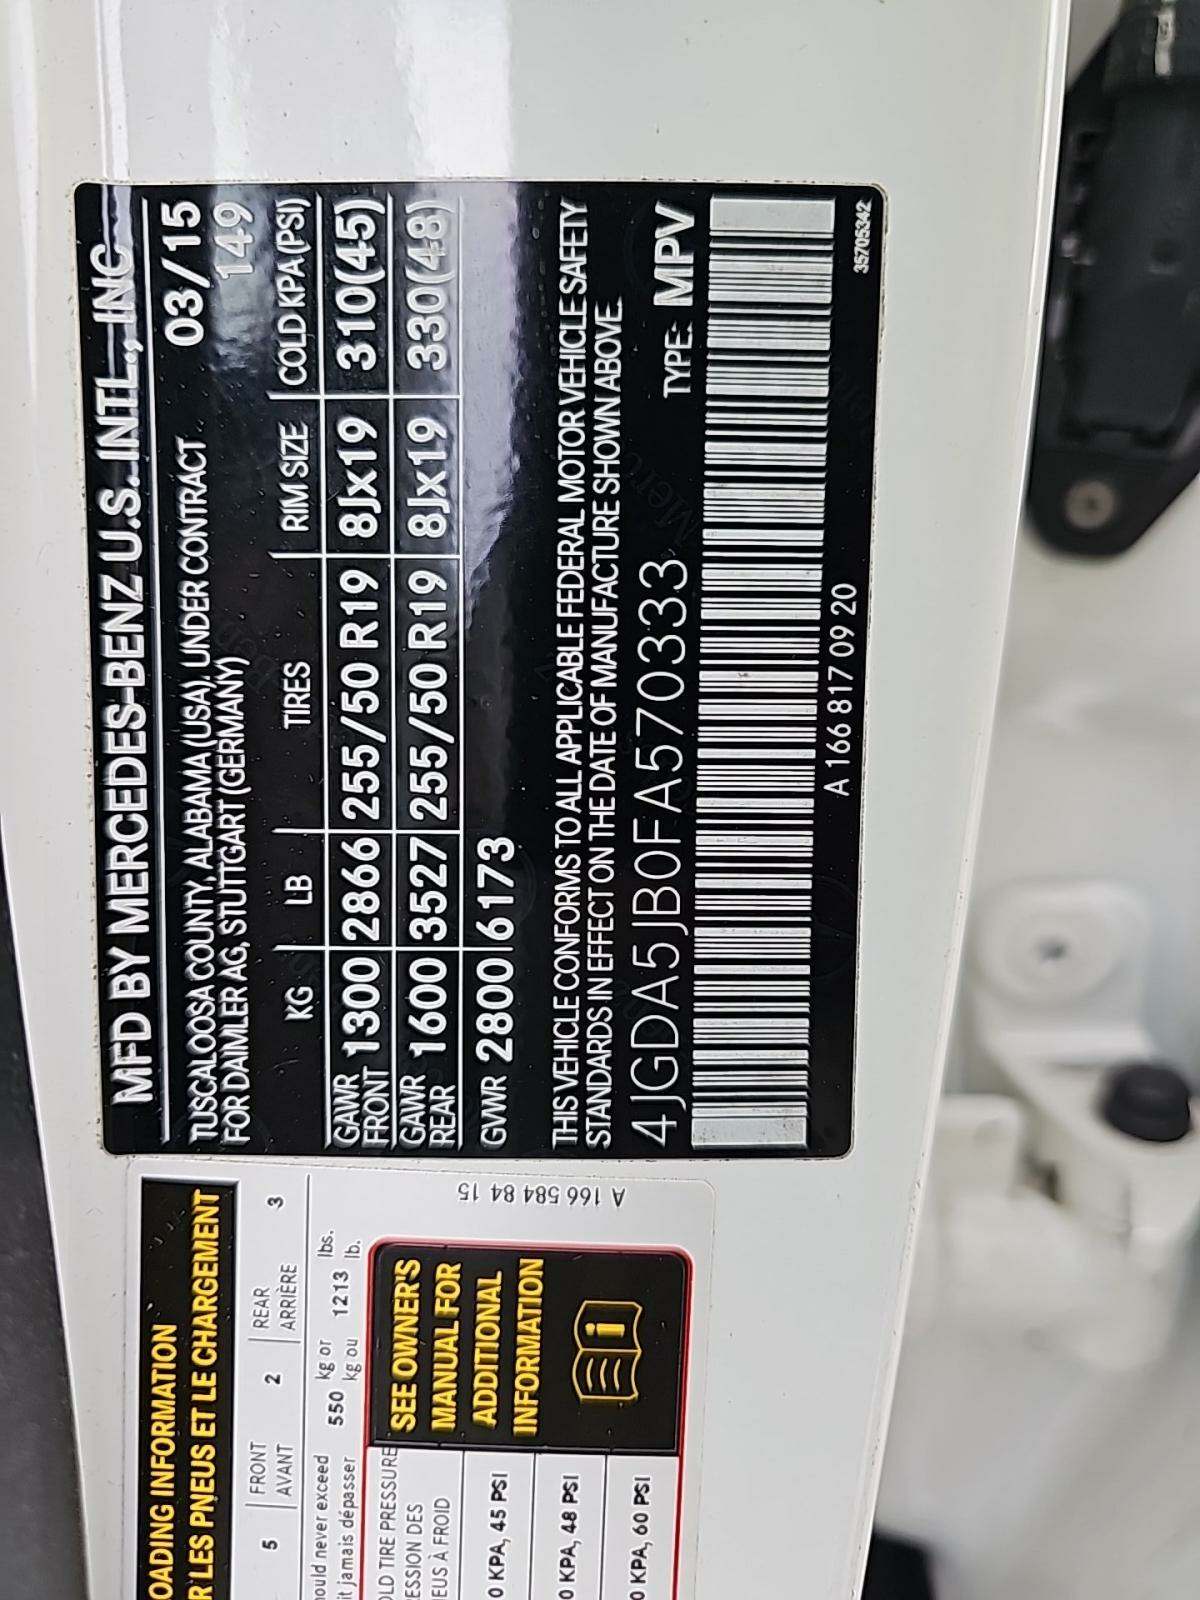 MFD BY MERCEDES-BENZ U.S. INTL., INC.
TUSCALOOSA COUNTY, ALABAMA (USA), UNDER CONTRACT 03/15
FOR DAIMLER AG, STUTTGART (GERMANY) 149
KG LB TIRES RIM SIZE COLD KPA (PSI)
GAWR FRONT 1300 2866 255/50 R19 8Jx19 310(45)
GAWR REAR 1600 3527 255/50 R19 8Jx19 330(48)
GVWR 2800 6173
THIS VEHICLE CONFORMS TO ALL APPLICABLE FEDERAL MOTOR VEHICLE SAFETY
STANDARDS IN EFFECT ON THE DATE OF MANUFACTURE SHOWN ABOVE.
4JGDA5JB0FA570333 TYPE: MPV
A 166 817 09 20
35705342
OADING INFORMATION
R LES PNEUS ET LE CHARGEMENT
5 FRONT 2 REAR 3
AVANT ARRIÈRE
ould never exceed 550 kg or 1213 lbs.
it jamais dépasser kg ou lb.
OLD TIRE PRESSURE
ESSION DES
EUS À FROID
0 KPA, 45 PSI
0 KPA, 48 PSI
0 KPA, 60 PSI
SEE OWNER'S
MANUAL FOR
ADDITIONAL
INFORMATION
i
A 166 584 84 15